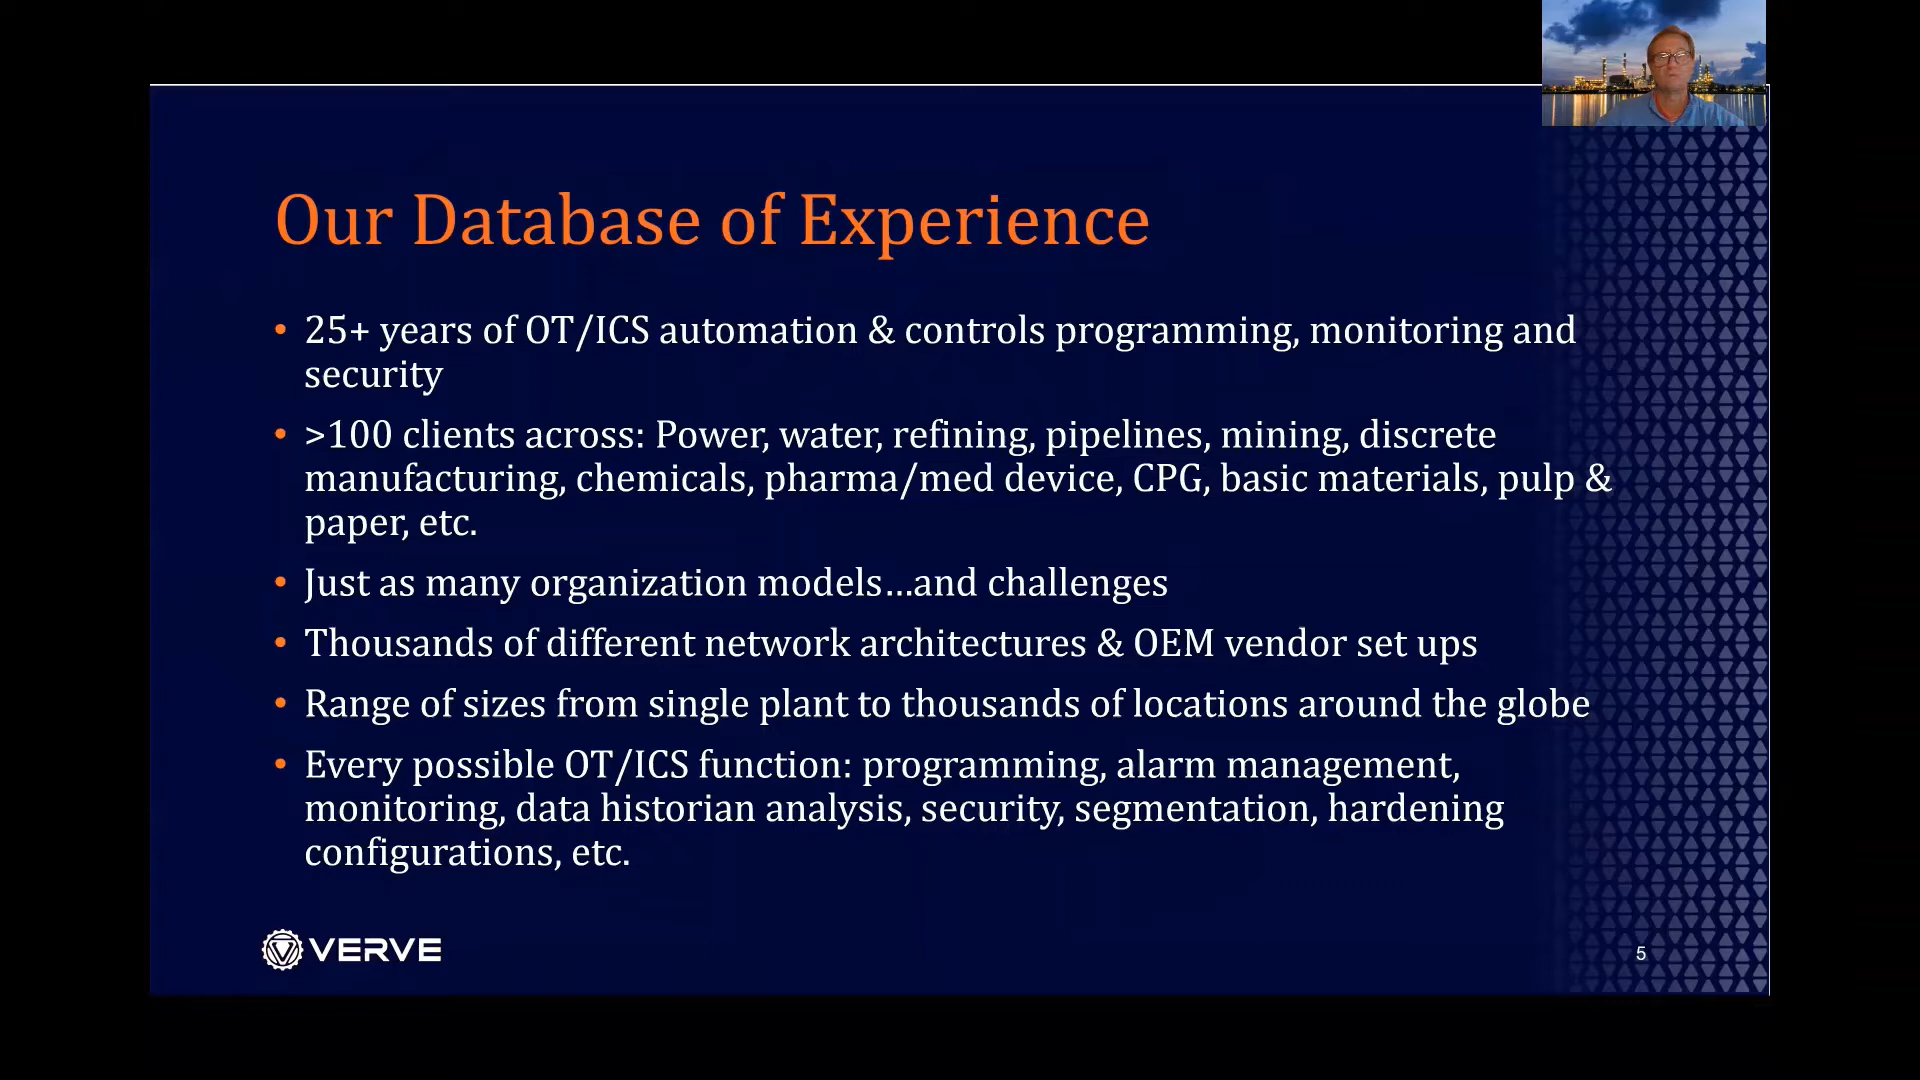 Our Database of Experience
• 25+ years of OT/ICS automation & controls programming, monitoring and
security
• >100 clients across: Power, water, refining, pipelines, mining, discrete
manufacturing, chemicals, pharma/med device, CPG, basic materials, pulp &
paper, etc.
• Just as many organization models…and challenges
• Thousands of different network architectures & OEM vendor set ups
• Range of sizes from single plant to thousands of locations around the globe
• Every possible OT/ICS function: programming, alarm management,
monitoring, data historian analysis, security, segmentation, hardening
configurations, etc.
VERVE
5